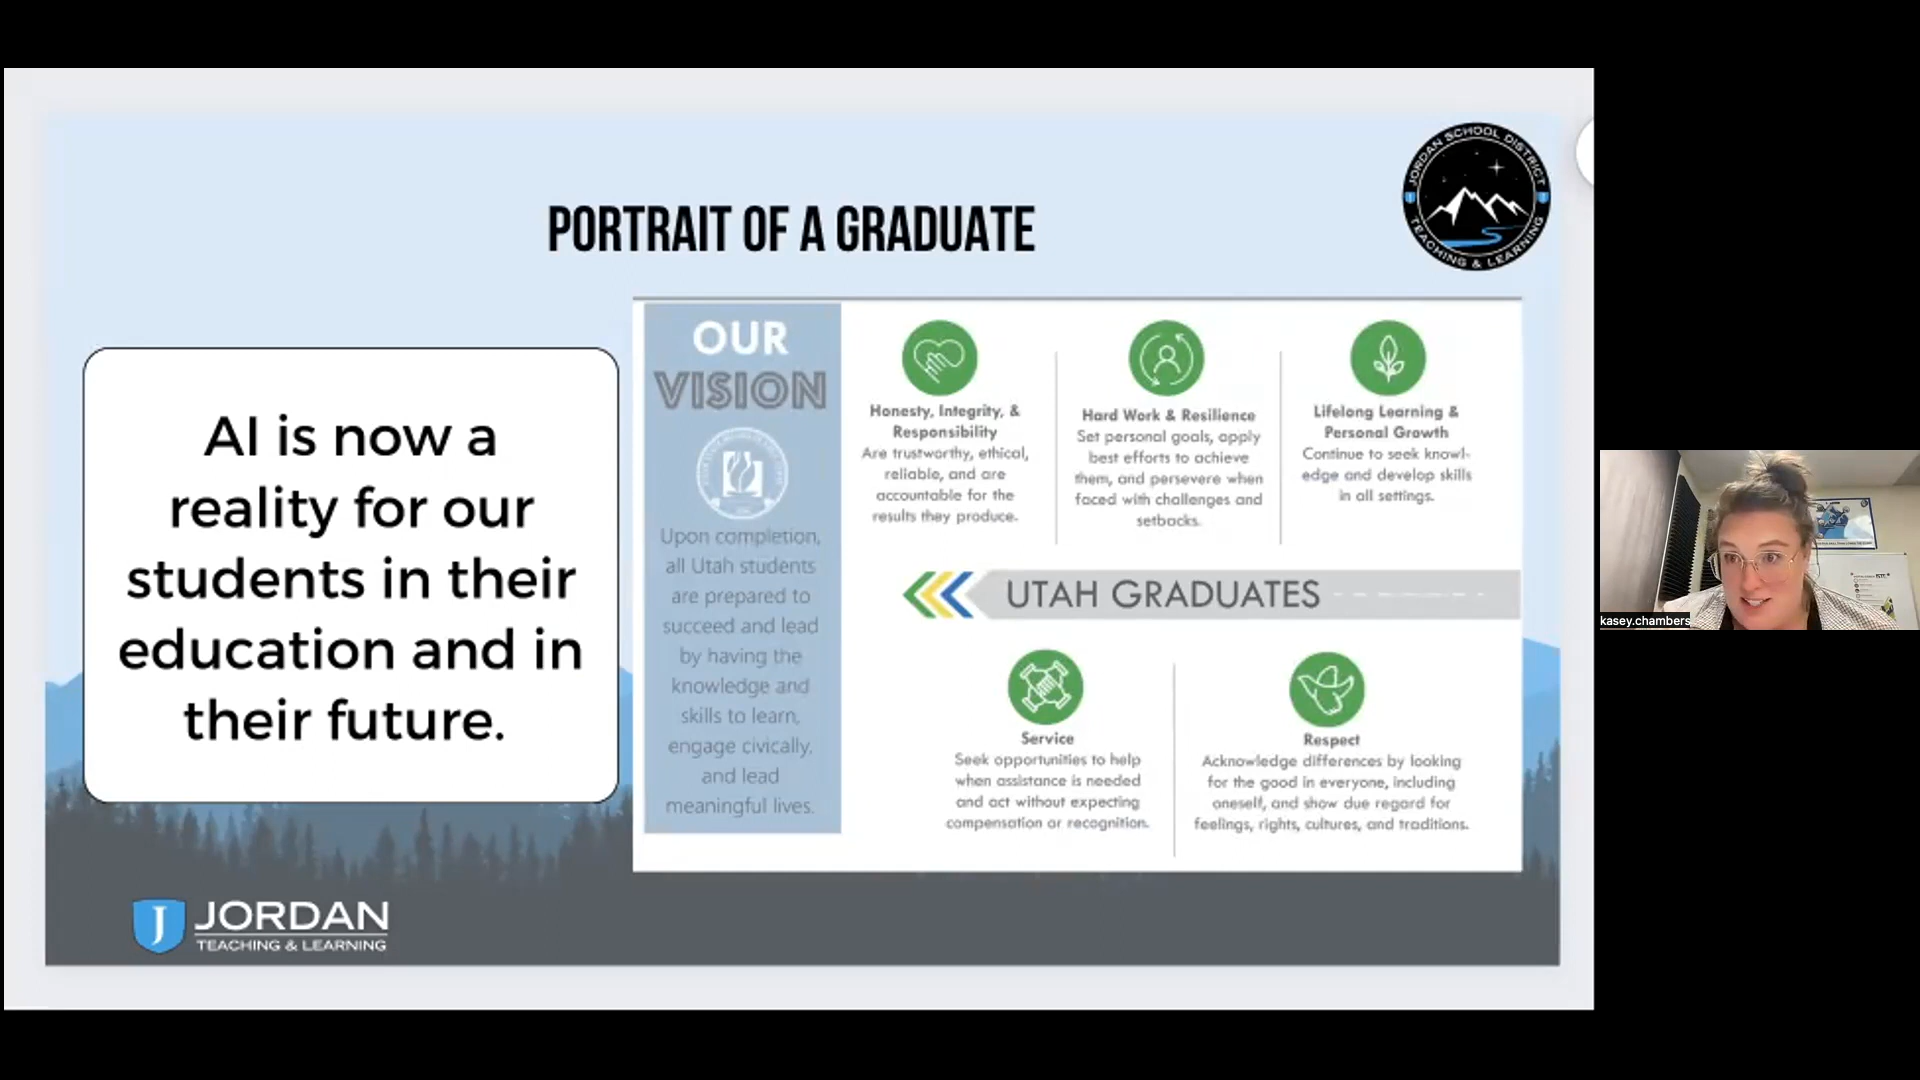 PORTRAIT OF A GRADUATE
JORDAN SCHOOL DISTRICT
TEACHING & LEARNING
AI is now a
reality for our
students in their
education and in
their future.
OUR
VISION
Upon completion,
all Utah students
are prepared to
succeed and lead
by having the
knowledge and
skills to learn,
engage civically,
and lead
meaningful lives.
Honesty, Integrity, &
Responsibility
Are trustworthy, ethical,
reliable, and are
accountable for the
results they produce.
Hard Work & Resilience
Set personal goals, apply
best efforts to achieve
them, and persevere when
faced with challenges and
setbacks.
Lifelong Learning &
Personal Growth
Continue to seek knowl-
edge and develop skills
in all settings.
UTAH GRADUATES
Service
Seek opportunities to help
when assistance is needed
and act without expecting
compensation or recognition.
Respect
Acknowledge differences by looking
for the good in everyone, including
oneself, and show due regard for
feelings, rights, cultures, and traditions.
J JORDAN
TEACHING & LEARNING
kasey.chambers